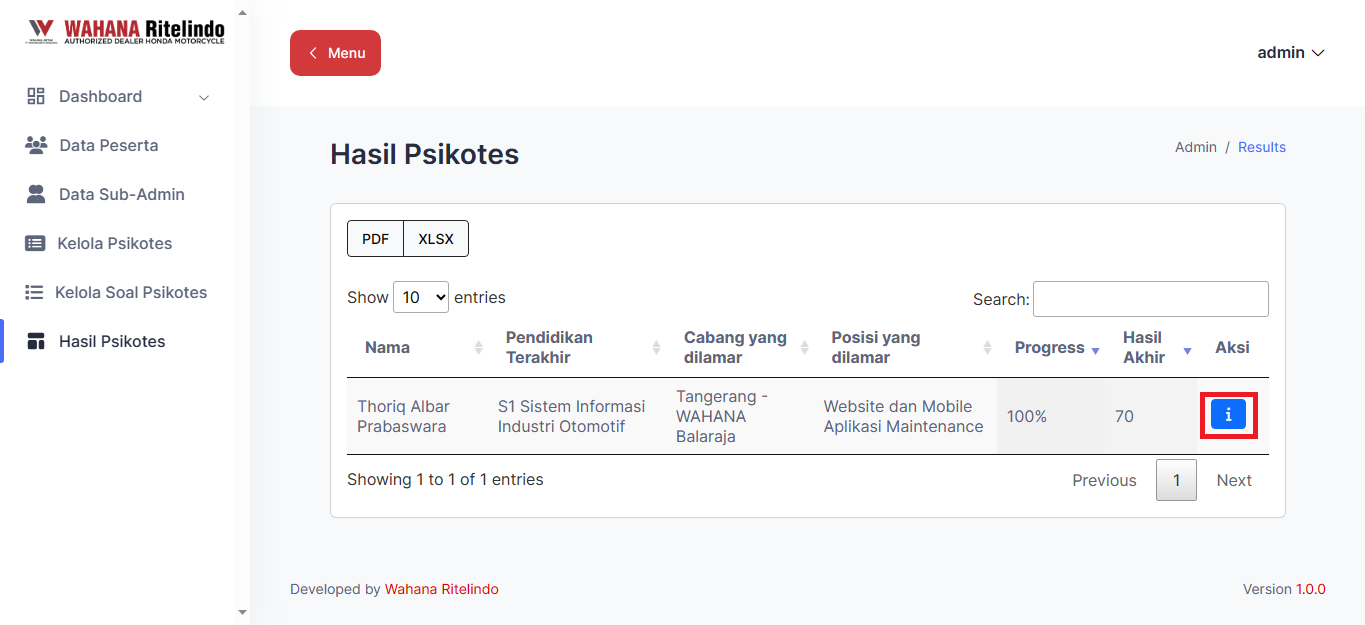 WAHANA Ritelindo
AUTHORIZED DEALER HONDA MOTORCYCLE
Dashboard
Data Peserta
Data Sub-Admin
Kelola Psikotes
Kelola Soal Psikotes
Hasil Psikotes
Menu
admin
Hasil Psikotes
Admin / Results
PDF XLSX
Show 10 entries
Search:
Nama
Pendidikan
Terakhir
Cabang yang
dilamar
Posisi yang
dilamar
Progress
Hasil
Akhir
Aksi
Thoriq Albar
Prabaswara
S1 Sistem Informasi
Industri Otomotif
Tangerang -
WAHANA
Balaraja
Website dan Mobile
Aplikasi Maintenance
100%
70
i
Showing 1 to 1 of 1 entries
Previous 1 Next
Developed by Wahana Ritelindo
Version 1.0.0